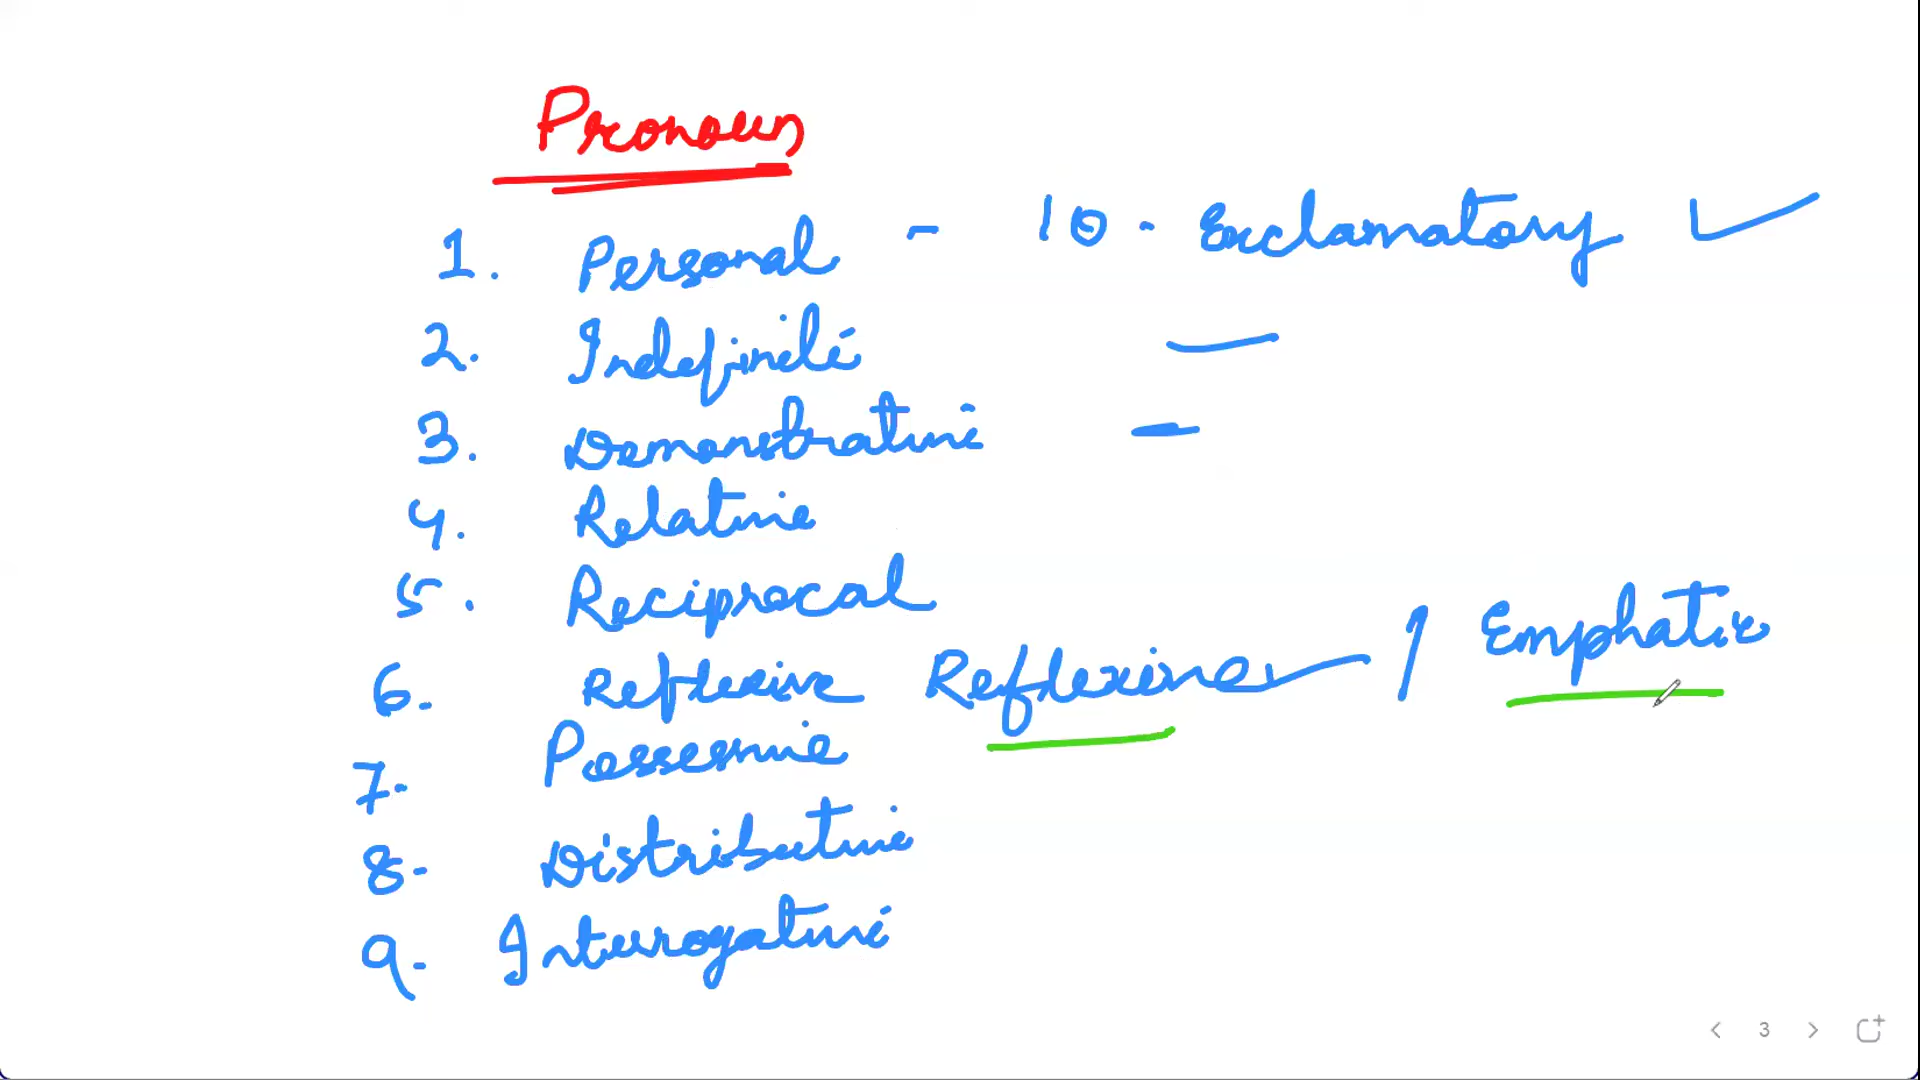 Pronoun
1. Personal - 10. Exclamatory
2. Indefinite
3. Demonstrative
4. Relative
5. Reciprocal
6. Reflexive Reflexive / Emphatic
7. Possessive
8. Distributive
9. Interrogative
3